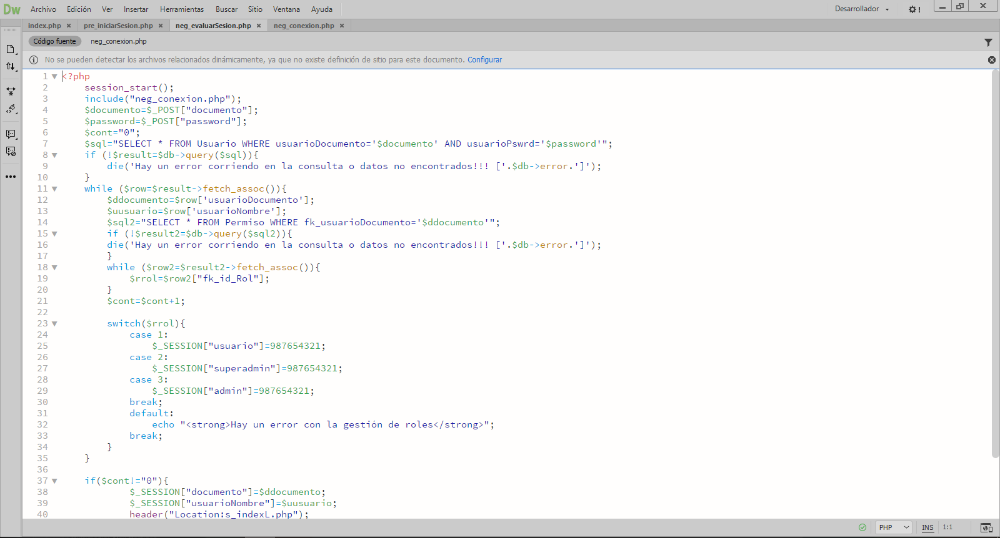 Dw Archivo Edición Ver Insertar Herramientas Buscar Sitio Ventana Ayuda Desarrollador !
index.php × pre_iniciarSesion.php × neg_evaluarSesion.php × neg_conexion.php ×
Código fuente neg_conexion.php
No se pueden detectar los archivos relacionados dinámicamente, ya que no existe definición de sitio para este documento. Configurar
1 <?php
2 session_start();
3 include("neg_conexion.php");
4 $documento=$_POST["documento"];
5 $password=$_POST["password"];
6 $cont="0";
7 $sql="SELECT * FROM Usuario WHERE usuarioDocumento='$documento' AND usuarioPswrd='$password'";
8 if (!$result=$db->query($sql)){
9 die('Hay un error corriendo en la consulta o datos no encontrados!!! ['.$db->error.']');
10 }
11 while ($row=$result->fetch_assoc()){
12 $ddocumento=$row['usuarioDocumento'];
13 $uusuario=$row['usuarioNombre'];
14 $sql2="SELECT * FROM Permiso WHERE fk_usuarioDocumento='$ddocumento'";
15 if (!$result2=$db->query($sql2)){
16 die('Hay un error corriendo en la consulta o datos no encontrados!!! ['.$db->error.']');
17 }
18 while ($row2=$result2->fetch_assoc()){
19 $rrol=$row2["fk_id_Rol"];
20 }
21 $cont=$cont+1;
22
23 switch($rrol){
24 case 1:
25 $_SESSION["usuario"]=987654321;
26 case 2:
27 $_SESSION["superadmin"]=987654321;
28 case 3:
29 $_SESSION["admin"]=987654321;
30 break;
31 default:
32 echo "<strong>Hay un error con la gestión de roles</strong>";
33 break;
34 }
35 }
36
37 if($cont!="0"){
38 $_SESSION["documento"]=$ddocumento;
39 $_SESSION["usuarioNombre"]=$uusuario;
40 header("Location:s_indexL.php");
PHP INS 1:1